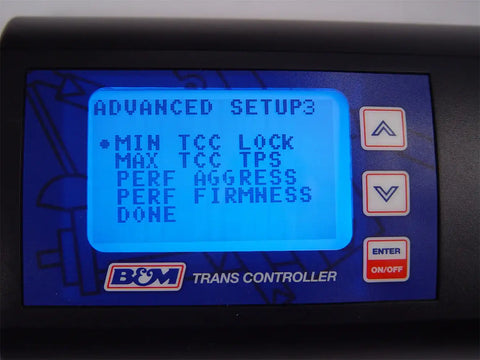 ADVANCED SETUP3
•MIN TCC LOCK
MAX TCC TPS
PERF AGGRESS
PERF FIRMNESS
DONE
B&M TRANS CONTROLLER
ENTER
ON/OFF